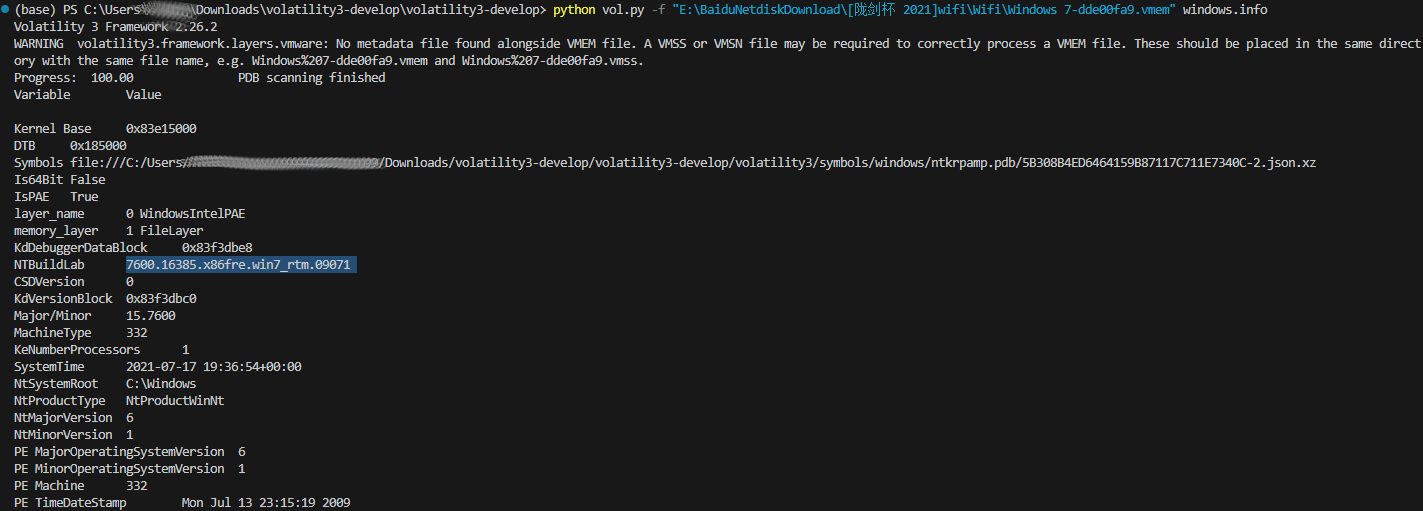 (base) PS C:\Users\ \Downloads\volatility3-develop\volatility3-develop> python vol.py -f "E:\BaiduNetdiskDownload\[陇剑杯 2021]wifi\Wifi\Windows 7-dde00fa9.vmem" windows.info
Volatility 3 Framework 2.26.2
WARNING  volatility3.framework.layers.vmware: No metadata file found alongside VMEM file. A VMSS or VMSN file may be required to correctly process a VMEM file. These should be placed in the same direct
ory with the same file name, e.g. Windows%207-dde00fa9.vmem and Windows%207-dde00fa9.vmss.
Progress:  100.00               PDB scanning finished
Variable        Value
Kernel Base     0x83e15000
DTB     0x185000
Symbols file:///C:/Users/ /Downloads/volatility3-develop/volatility3-develop/volatility3/symbols/windows/ntkrpamp.pdb/5B308B4ED6464159B87117C711E7340C-2.json.xz
Is64Bit False
IsPAE   True
layer_name      0 WindowsIntelPAE
memory_layer    1 FileLayer
KdDebuggerDataBlock     0x83f3dbe8
NTBuildLab      7600.16385.x86fre.win7_rtm.09071
CSDVersion      0
KdVersionBlock  0x83f3dbc0
Major/Minor     15.7600
MachineType     332
KeNumberProcessors      1
SystemTime      2021-07-17 19:36:54+00:00
NtSystemRoot    C:\Windows
NtProductType   NtProductWinNt
NtMajorVersion  6
NtMinorVersion  1
PE MajorOperatingSystemVersion  6
PE MinorOperatingSystemVersion  1
PE Machine      332
PE TimeDateStamp        Mon Jul 13 23:15:19 2009